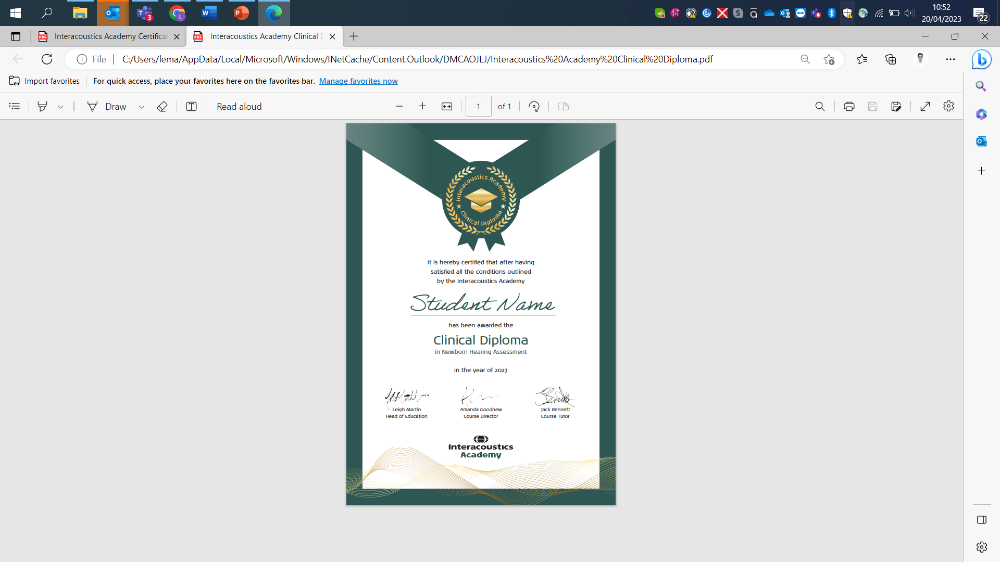 10:52
20/04/2023
22
3
Interacoustics Academy Certifica
Interacoustics Academy Clinical D
File
C:/Users/lema/AppData/Local/Microsoft/Windows/INetCache/Content.Outlook/DMCAOJLJ/Interacoustics%20Academy%20Clinical%20Diploma.pdf
Import favorites
For quick access, place your favorites here on the favorites bar. Manage favorites now
Draw
Read aloud
1 of 1
Interacoustics Academy
Clinical Diploma
It is hereby certified that after having
satisfied all the conditions outlined
by the Interacoustics Academy
Student Name
has been awarded the
Clinical Diploma
in Newborn Hearing Assessment
in the year of 2023
Leigh Martin
Head of Education
Amanda Goodhew
Course Director
Jack Bennett
Course Tutor
Interacoustics
Academy